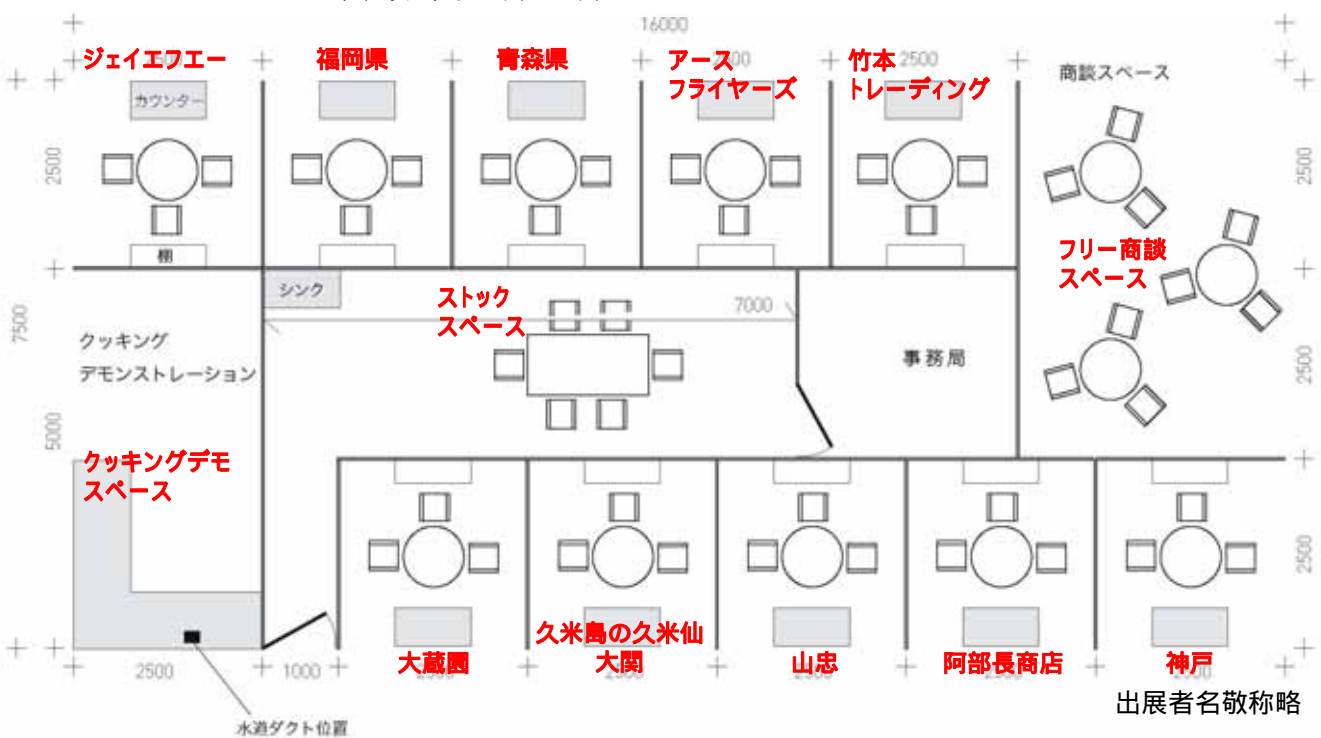 16000
ジェイエフエー
2500
福岡県
青森県
アース
フライヤーズ
竹本
トレーディング
2500
商談スペース
カウンター
2500
2500
棚
シンク
ストック
スペース
7000
フリー商談
スペース
7500
クッキング
デモンストレーション
事務局
2500
5000
クッキングデモ
スペース
2500
久米島の久米仙
大関
大蔵園
山忠
阿部長商店
神戸
2500
1000
2500
2500
2500
2500
2500
出展者名敬称略
水道ダクト位置